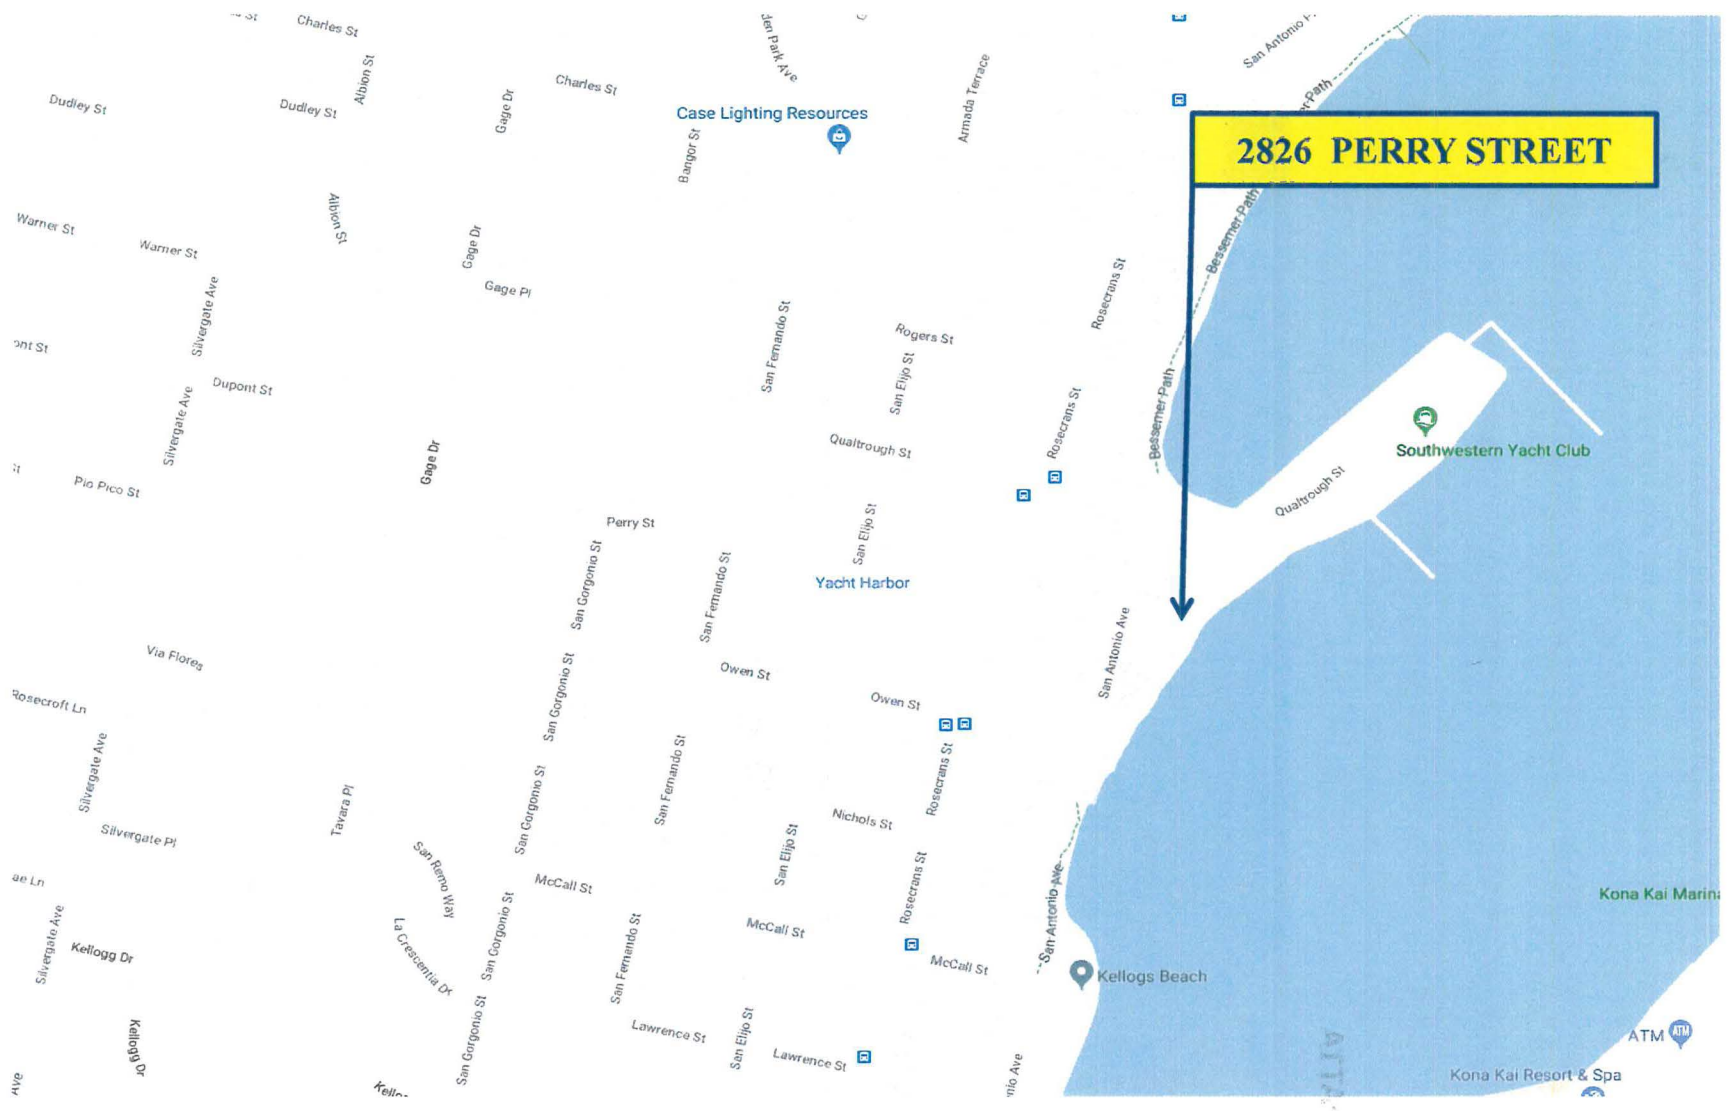 Charles St
San Antonio
Albion St
Charles St
Armada Terrace
Dudley St
Dudley St
Gage Dr
Case Lighting Resources
Path
Bangor St
2826 PERRY STREET
Warner St
Albion St
Warner St
Gage Dr
Bessemer Path
Gage Pl
Silvergate Ave
Rosecrans St
San Fernando St
Rogers St
Dupont St
San Elijo St
Silvergate Ave
Rosecrans St
Bessemer Path
Qualtrough St
Southwestern Yacht Club
Gage Dr
Pio Pico St
Qualtrough St
Perry St
San Elijo St
San Gorgonio St
San Fernando St
Yacht Harbor
Via Flores
San Antonio Ave
Owen St
Rosecroft Ln
San Gorgonio St
Owen St
Silvergate Ave
San Fernando St
Rosecrans St
Tavara Pl
San Gorgonio St
Nichols St
Silvergate Pl
San Elijo St
San Remo Way
McCall St
Rosecrans St
Kona Kai Marina
San Antonio Ave
Silvergate Ave
Kellogg Dr
La Crescentia Dr
San Gorgonio St
San Fernando St
McCall St
McCall St
Kellogs Beach
Kellogg Dr
San Gorgonio St
Lawrence St
San Elijo St
Lawrence St
ATM
ATM
Ave
Ave
Kona Kai Resort & Spa